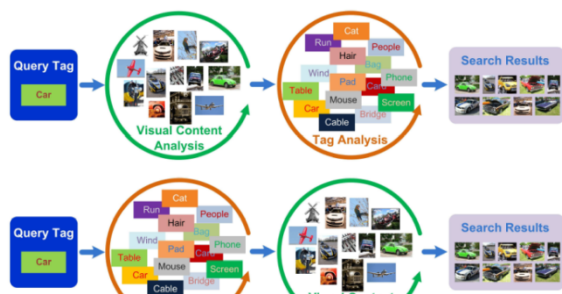 Query Tag
Car
Visual Content
Analysis
Cat
Run
People
Hair
Bag
Wind
Phone
Pad
Care
Table
Mouse
Screen
Car
Bridge
Cable
Tag Analysis
Search Results
Query Tag
Car
Cat
Run
People
Hair
Bag
Wind
Phone
Pad
Care
Table
Mouse
Screen
Car
Bridge
Cable
Search Results